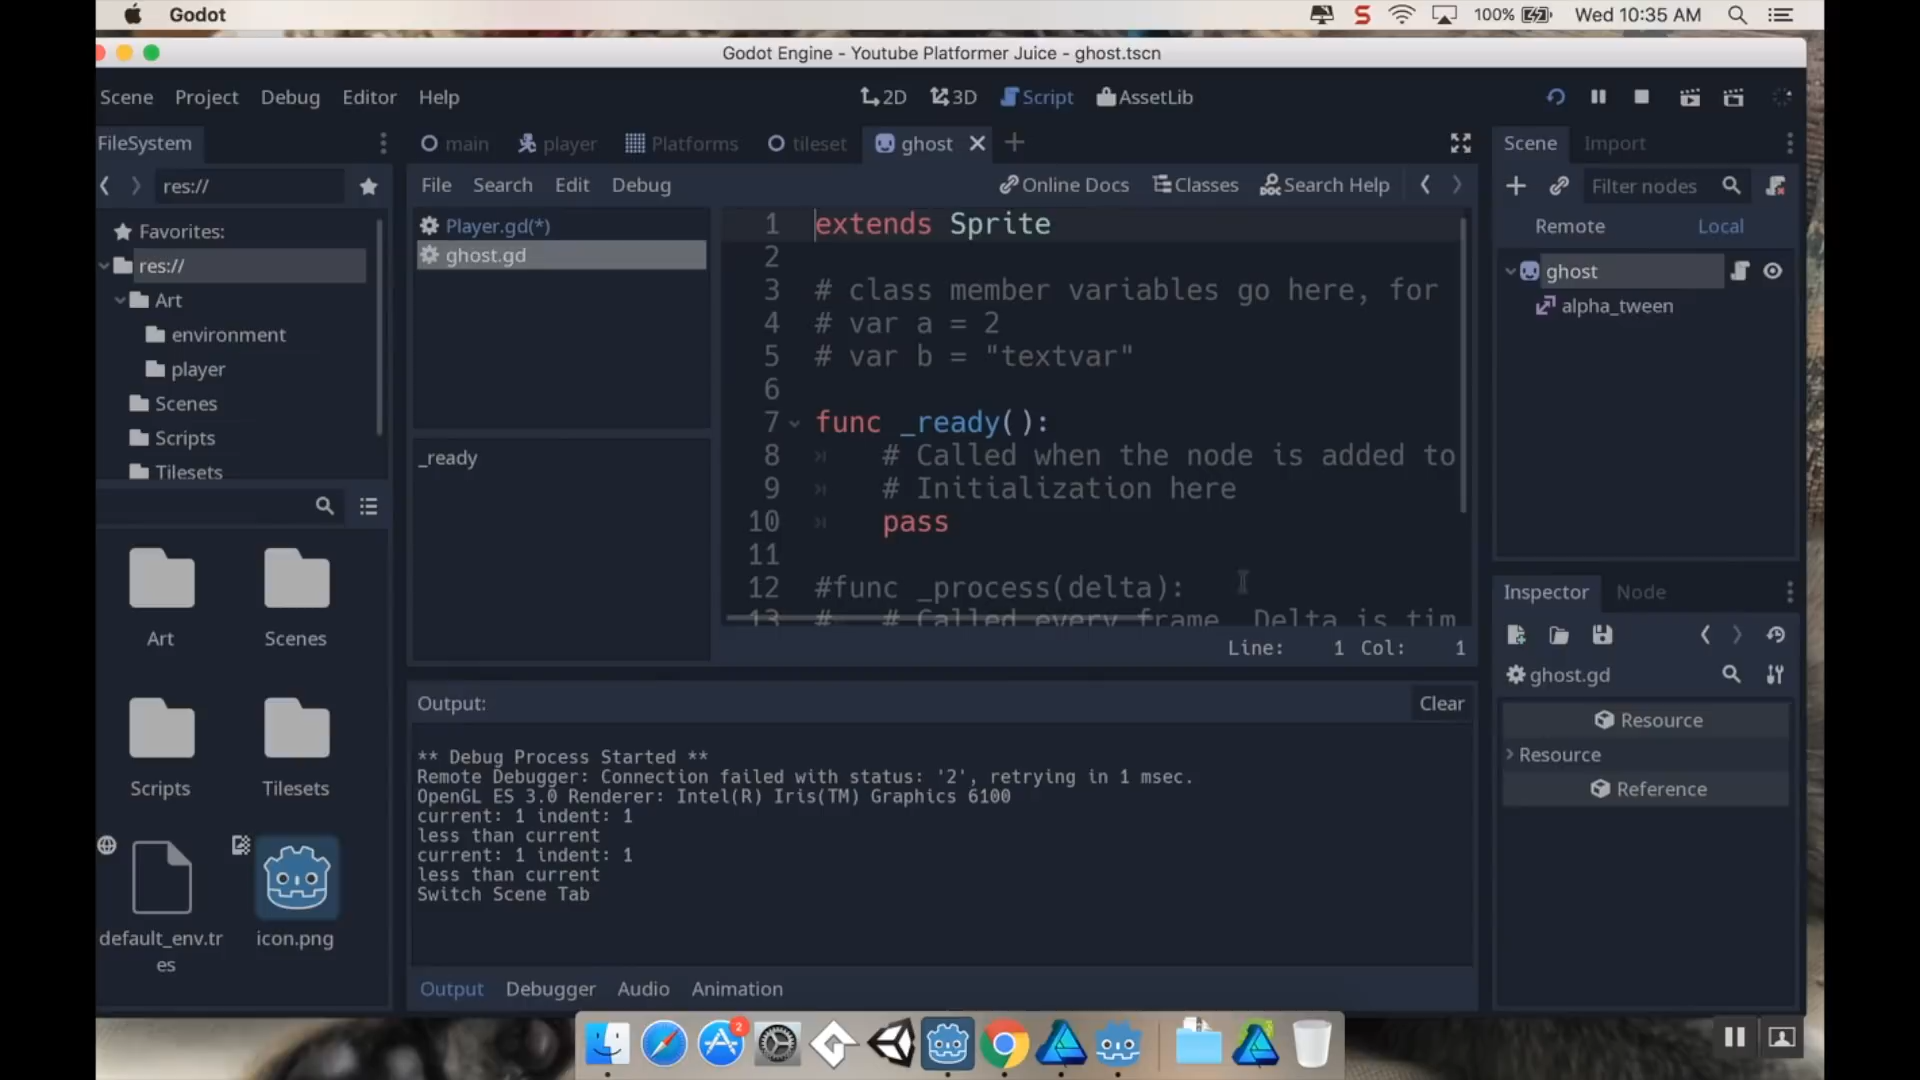 Godot
S
100%
Wed 10:35 AM
Godot Engine - Youtube Platformer Juice - ghost.tscn
Scene Project Debug Editor Help
2D 3D Script AssetLib
FileSystem
main player Platforms tileset ghost
Scene Import
res://
File Search Edit Debug
Online Docs Classes Search Help
Filter nodes
Favorites:
res://
Art
environment
player
Scenes
Scripts
Tilesets
Player.gd(*)
ghost.gd
_ready
1 extends Sprite
2
3 # class member variables go here, for
4 # var a = 2
5 # var b = "textvar"
6
7 func _ready():
8 # Called when the node is added to
9 # Initialization here
10 pass
11
12 #func _process(delta):
13 # # Called every frame. Delta is tim
Line: 1 Col: 1
Remote Local
ghost
alpha_tween
Art
Scenes
Scripts
Tilesets
default_env.tr
es
icon.png
Output:
Clear
** Debug Process Started **
Remote Debugger: Connection failed with status: '2', retrying in 1 msec.
OpenGL ES 3.0 Renderer: Intel(R) Iris(TM) Graphics 6100
current: 1 indent: 1
less than current
current: 1 indent: 1
less than current
Switch Scene Tab
Output Debugger Audio Animation
Inspector Node
ghost.gd
Resource
Resource
Reference
2